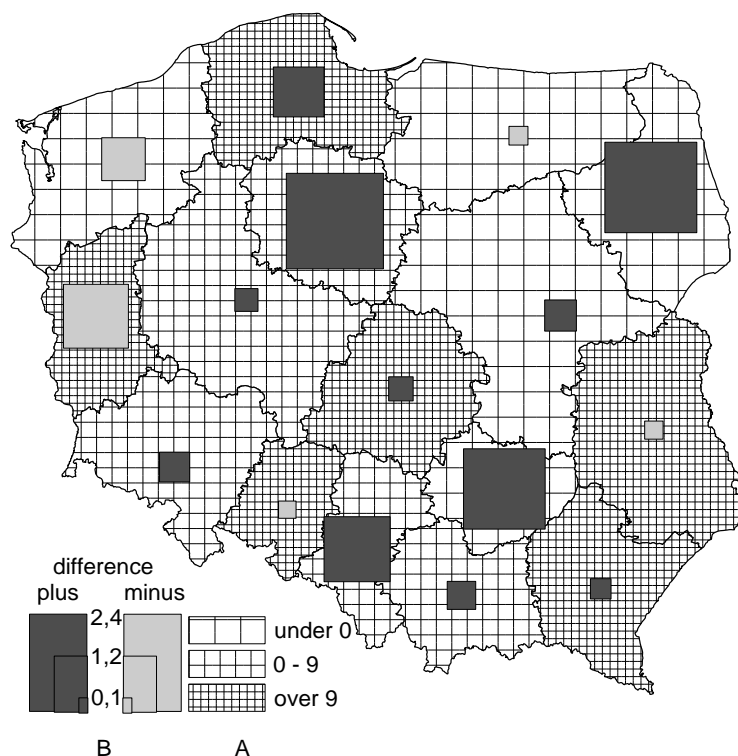 difference
plus minus
2,4
1,2
0,1
under 0
0 - 9
over 9
B A